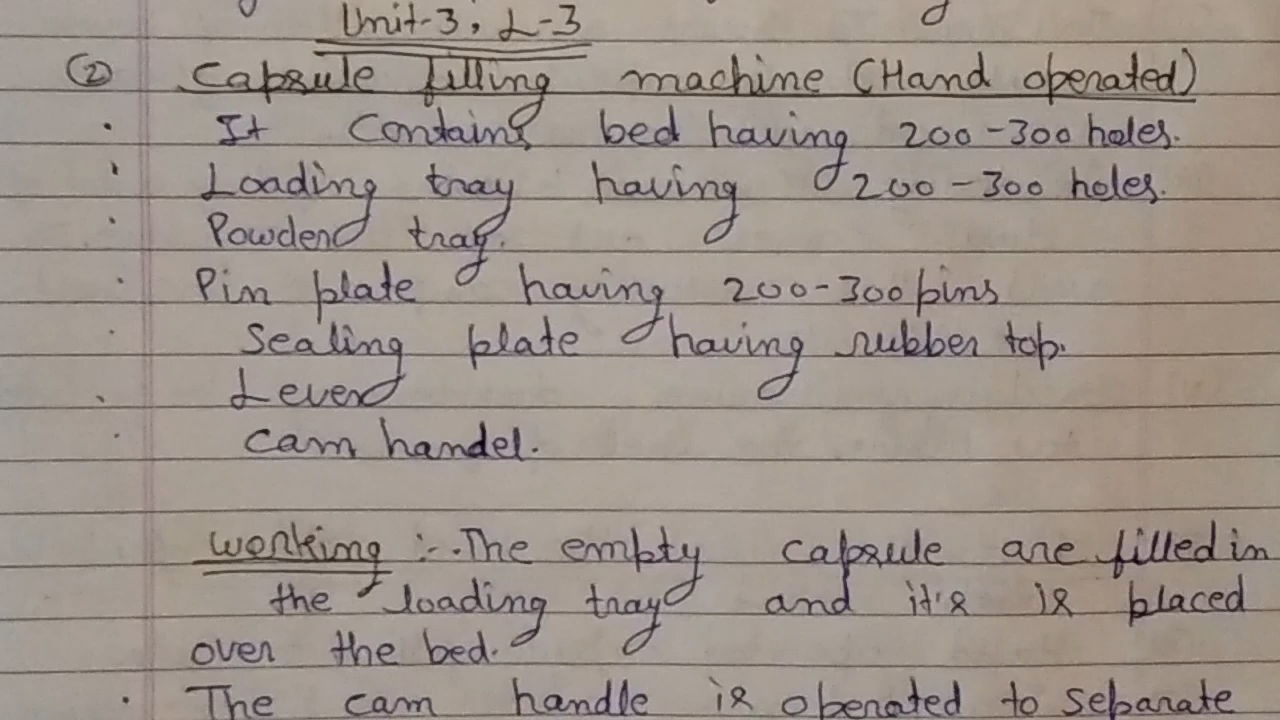 Unit-3, L-3
② Capsule filling machine (Hand operated)
· It Contains bed having 200-300 holes.
· Loading tray having 200-300 holes.
· Powder tray.
· Pin plate having 200-300 pins
· Sealing plate having rubber top.
· Lever
· Cam handel.
Working :- The empty capsule are filled in
the loading tray and it's is placed
over the bed.
· The cam handle is operated to separate